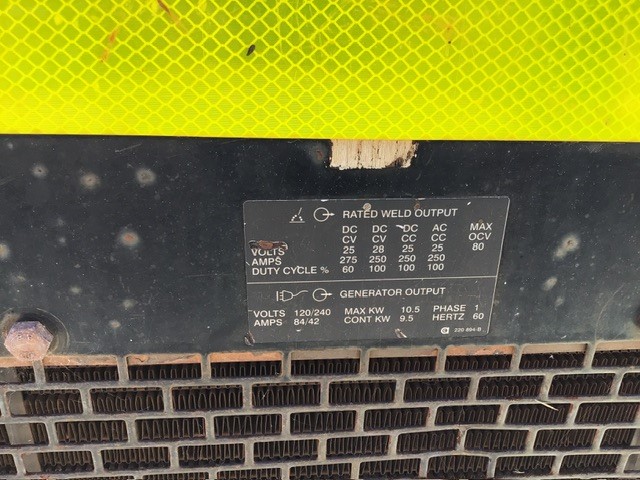 RATED WELD OUTPUT
DC DC DC AC MAX
CV CV CC CC OCV
VOLTS 25 28 25 25 80
AMPS 275 250 250 250
DUTY CYCLE % 60 100 100 100
GENERATOR OUTPUT
VOLTS 120/240 MAX KW 10.5 PHASE 1
AMPS 84/42 CONT KW 9.5 HERTZ 60
220 894-B